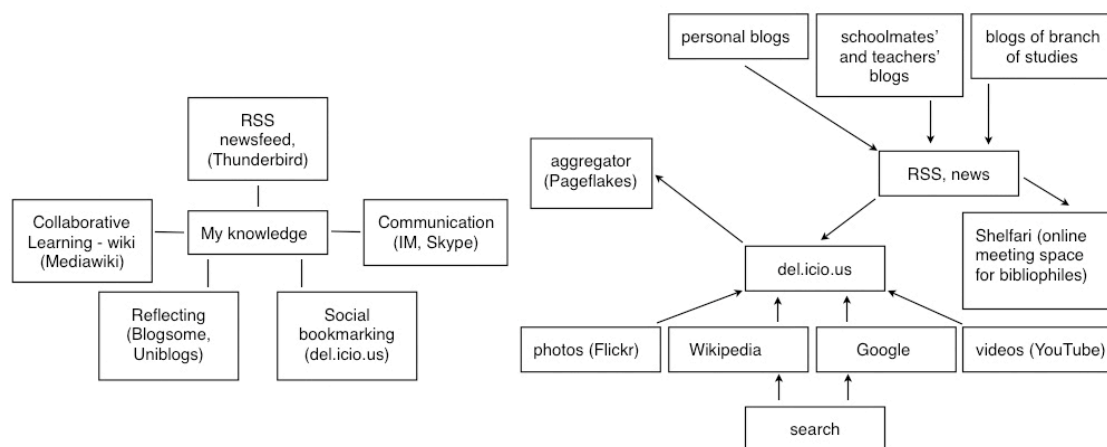 RSS
newsfeed,
(Thunderbird)
Collaborative
Learning - wiki
(Mediawiki)
My knowledge
Communication
(IM, Skype)
Reflecting
(Blogsome,
Uniblogs)
Social
bookmarking
(del.icio.us)
personal blogs
schoolmates'
and teachers'
blogs
blogs of branch
of studies
aggregator
(Pageflakes)
RSS, news
Shelfari (online
meeting space
for bibliophiles)
del.icio.us
photos (Flickr)
Wikipedia
Google
videos (YouTube)
search